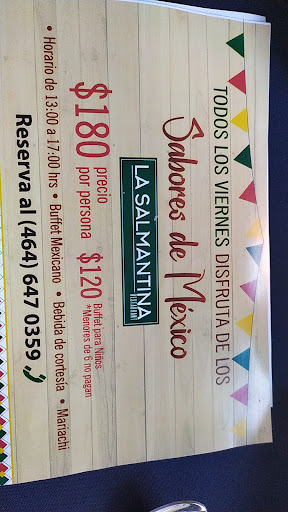 TODOS LOS VIERNES DISFRUTA DE LOS
Sabores de México
LA SALMANTINA
$180 precio por persona
$120 Buffet para Niños
*Menores de 6 no pagan
• Horario de 13:00 a 17:00 hrs • Buffet Mexicano • Bebida de cortesía • Mariachi
Reserva al (464) 647 0359